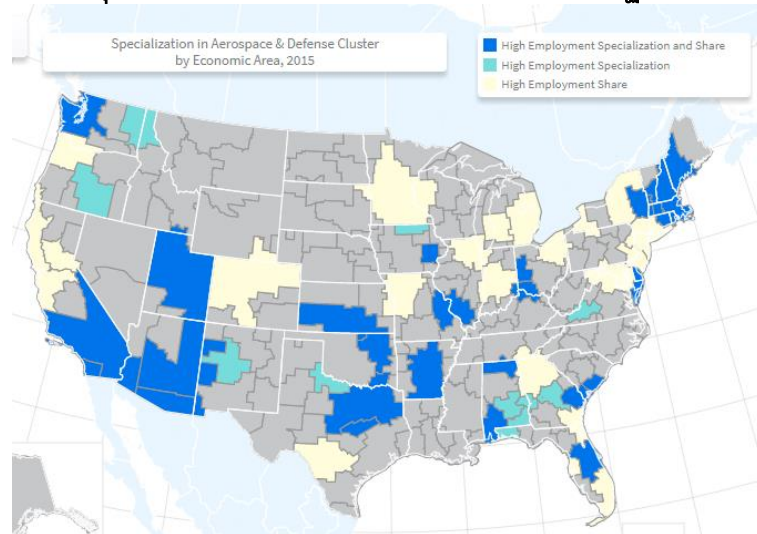 Specialization in Aerospace & Defense Cluster
by Economic Area, 2015
High Employment Specialization and Share
High Employment Specialization
High Employment Share